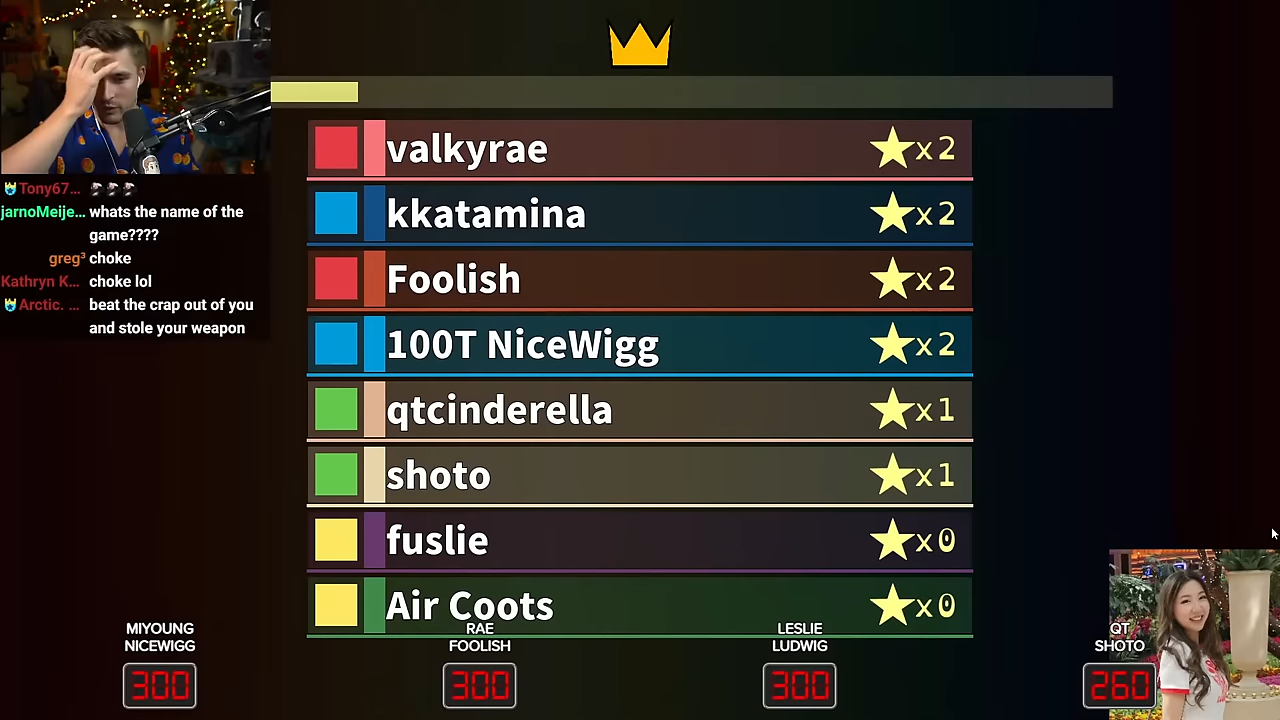 valkyrae ★x2
kkatamina ★x2
Foolish ★x2
100T NiceWigg ★x2
qtcinderella ★x1
shoto ★x1
fuslie ★x0
Air Coots ★x0
Tony67...
jarnoMeije... whats the name of the
game????
greg³ choke
Kathryn K... choke lol
Arctic. ... beat the crap out of you
and stole your weapon
MIYOUNG
NICEWIGG
300
RAE
FOOLISH
300
LESLIE
LUDWIG
300
QT
SHOTO
260